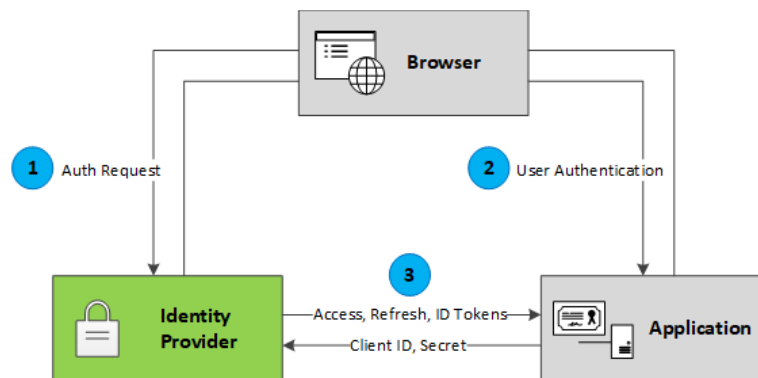 Browser
1
Auth Request
2
User Authentication
3
Identity
Provider
Access, Refresh, ID Tokens
Client ID, Secret
Application